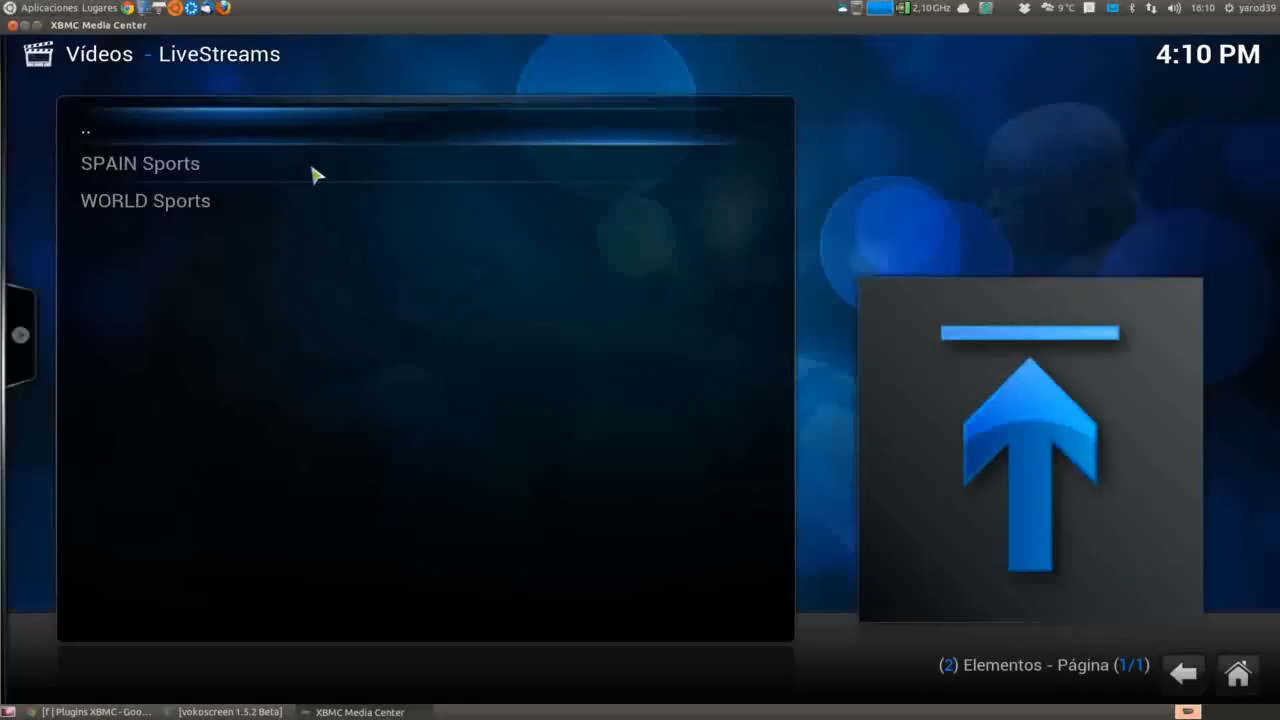 Aplicaciones Lugares 2,10GHz 9°C 16:10 yarod39
XBMC Media Center
Vídeos - LiveStreams 4:10 PM
..
SPAIN Sports
WORLD Sports
(2) Elementos - Página (1/1)
[f | Plugins XBMC - Goo... [vokoscreen 1.5.2 Beta] XBMC Media Center